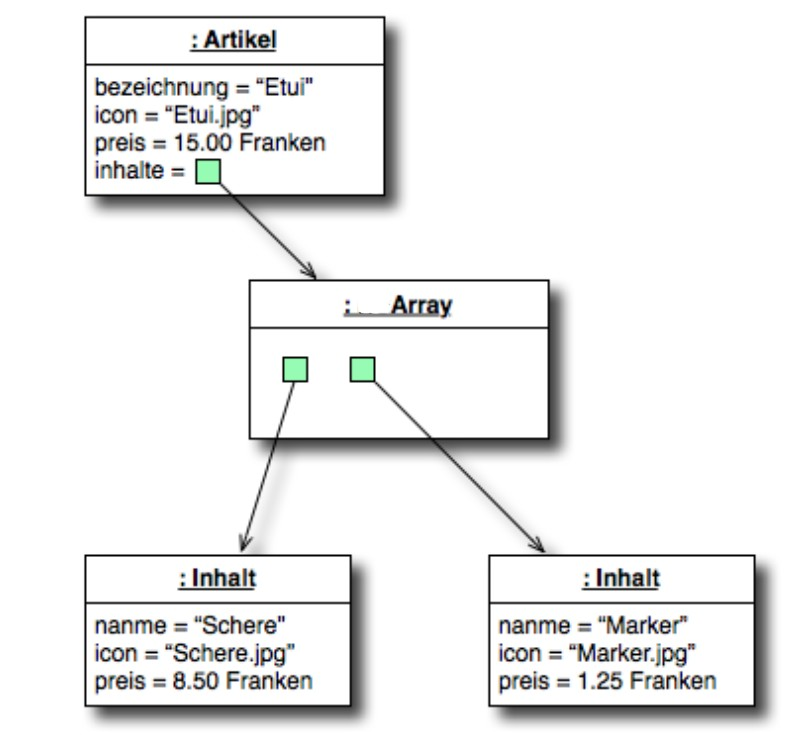 : Artikel
bezeichnung = “Etui"
icon = “Etui.jpg”
preis = 15.00 Franken
inhalte =
: Array
: Inhalt
nanme = “Schere"
icon = “Schere.jpg”
preis = 8.50 Franken
: Inhalt
nanme = “Marker”
icon = “Marker.jpg”
preis = 1.25 Franken